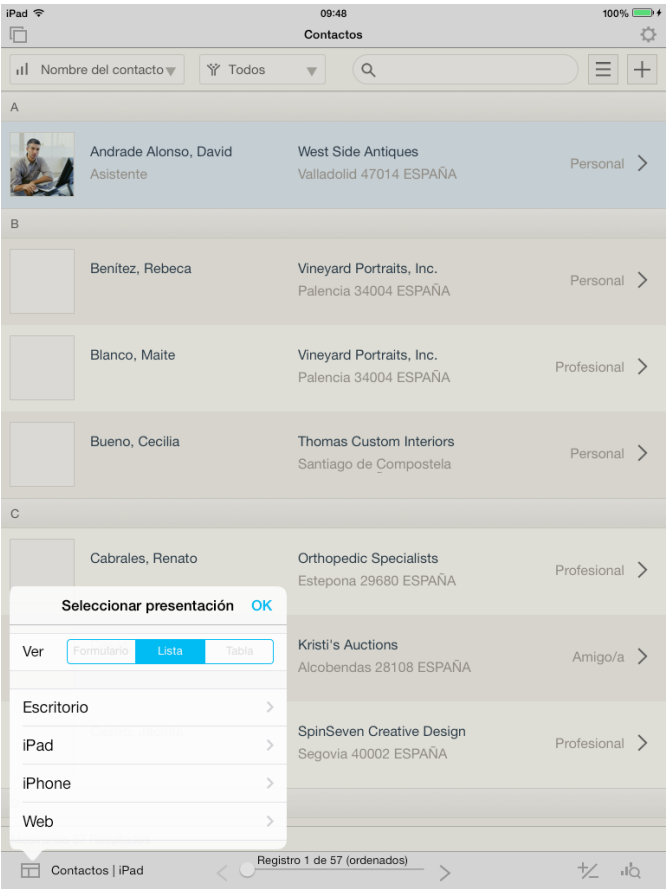 iPad 09:48 100%
Contactos
Nombre del contacto Todos
A
Andrade Alonso, David West Side Antiques
Asistente Valladolid 47014 ESPAÑA Personal
B
Benítez, Rebeca Vineyard Portraits, Inc.
Palencia 34004 ESPAÑA Personal
Blanco, Maite Vineyard Portraits, Inc.
Palencia 34004 ESPAÑA Profesional
Bueno, Cecilia Thomas Custom Interiors
Santiago de Compostela Personal
C
Cabrales, Renato Orthopedic Specialists
Estepona 29680 ESPAÑA Profesional
Kristi's Auctions
Alcobendas 28108 ESPAÑA Amigo/a
SpinSeven Creative Design
Segovia 40002 ESPAÑA Profesional
Seleccionar presentación OK
Ver Formulario Lista Tabla
Escritorio
iPad
iPhone
Web
Contactos | iPad Registro 1 de 57 (ordenados)